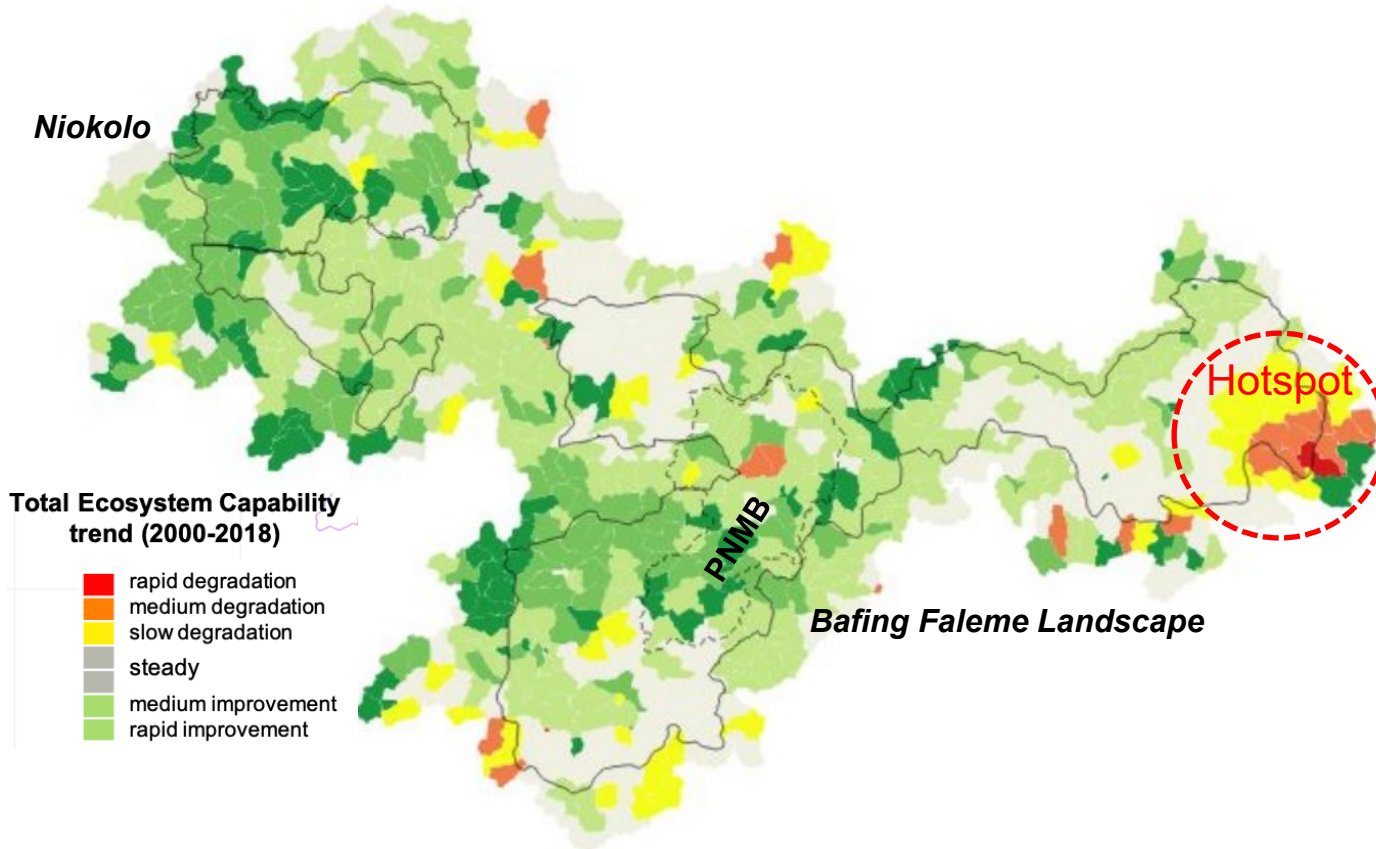 Niokolo
Hotspot
Total Ecosystem Capability
trend (2000-2018)
rapid degradation
medium degradation
slow degradation
steady
medium improvement
rapid improvement
PNMB
Bafing Faleme Landscape